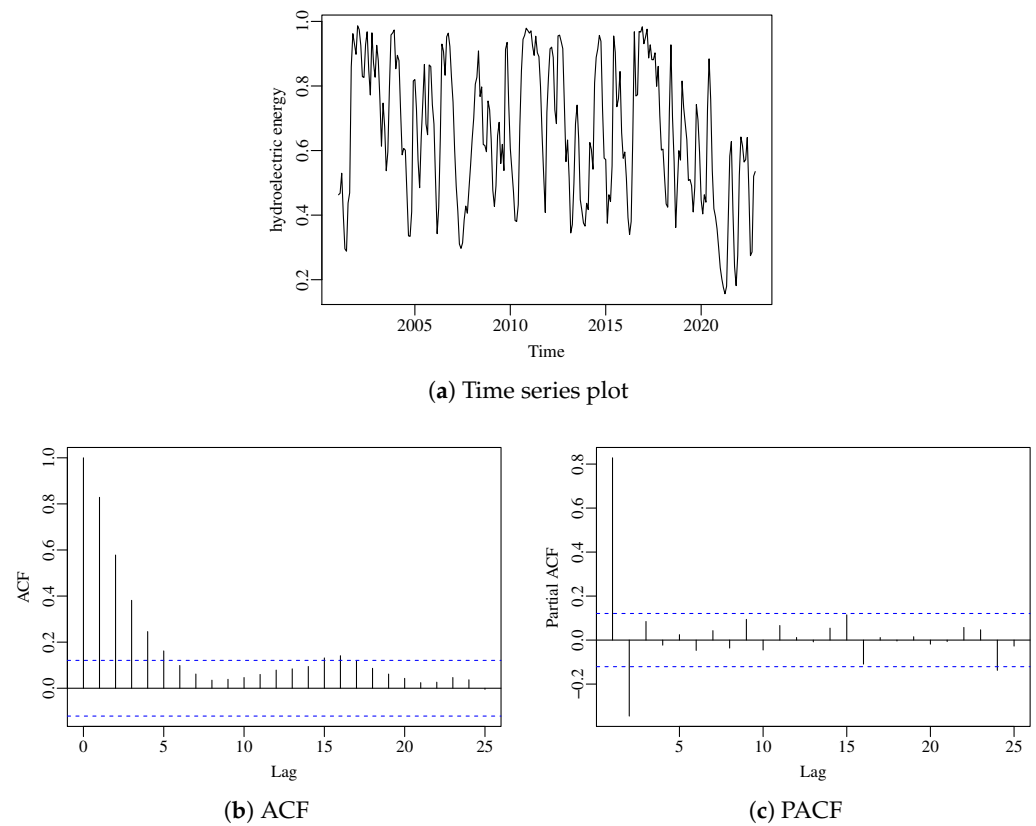 hydroelectric energy
1.0
0.8
0.6
0.4
0.2
2005 2010 2015 2020
Time
(a) Time series plot
ACF
1.0
0.8
0.6
0.4
0.2
0.0
0 5 10 15 20 25
Lag
(b) ACF
Partial ACF
0.8
0.6
0.4
0.2
0.0
−0.2
5 10 15 20 25
Lag
(c) PACF